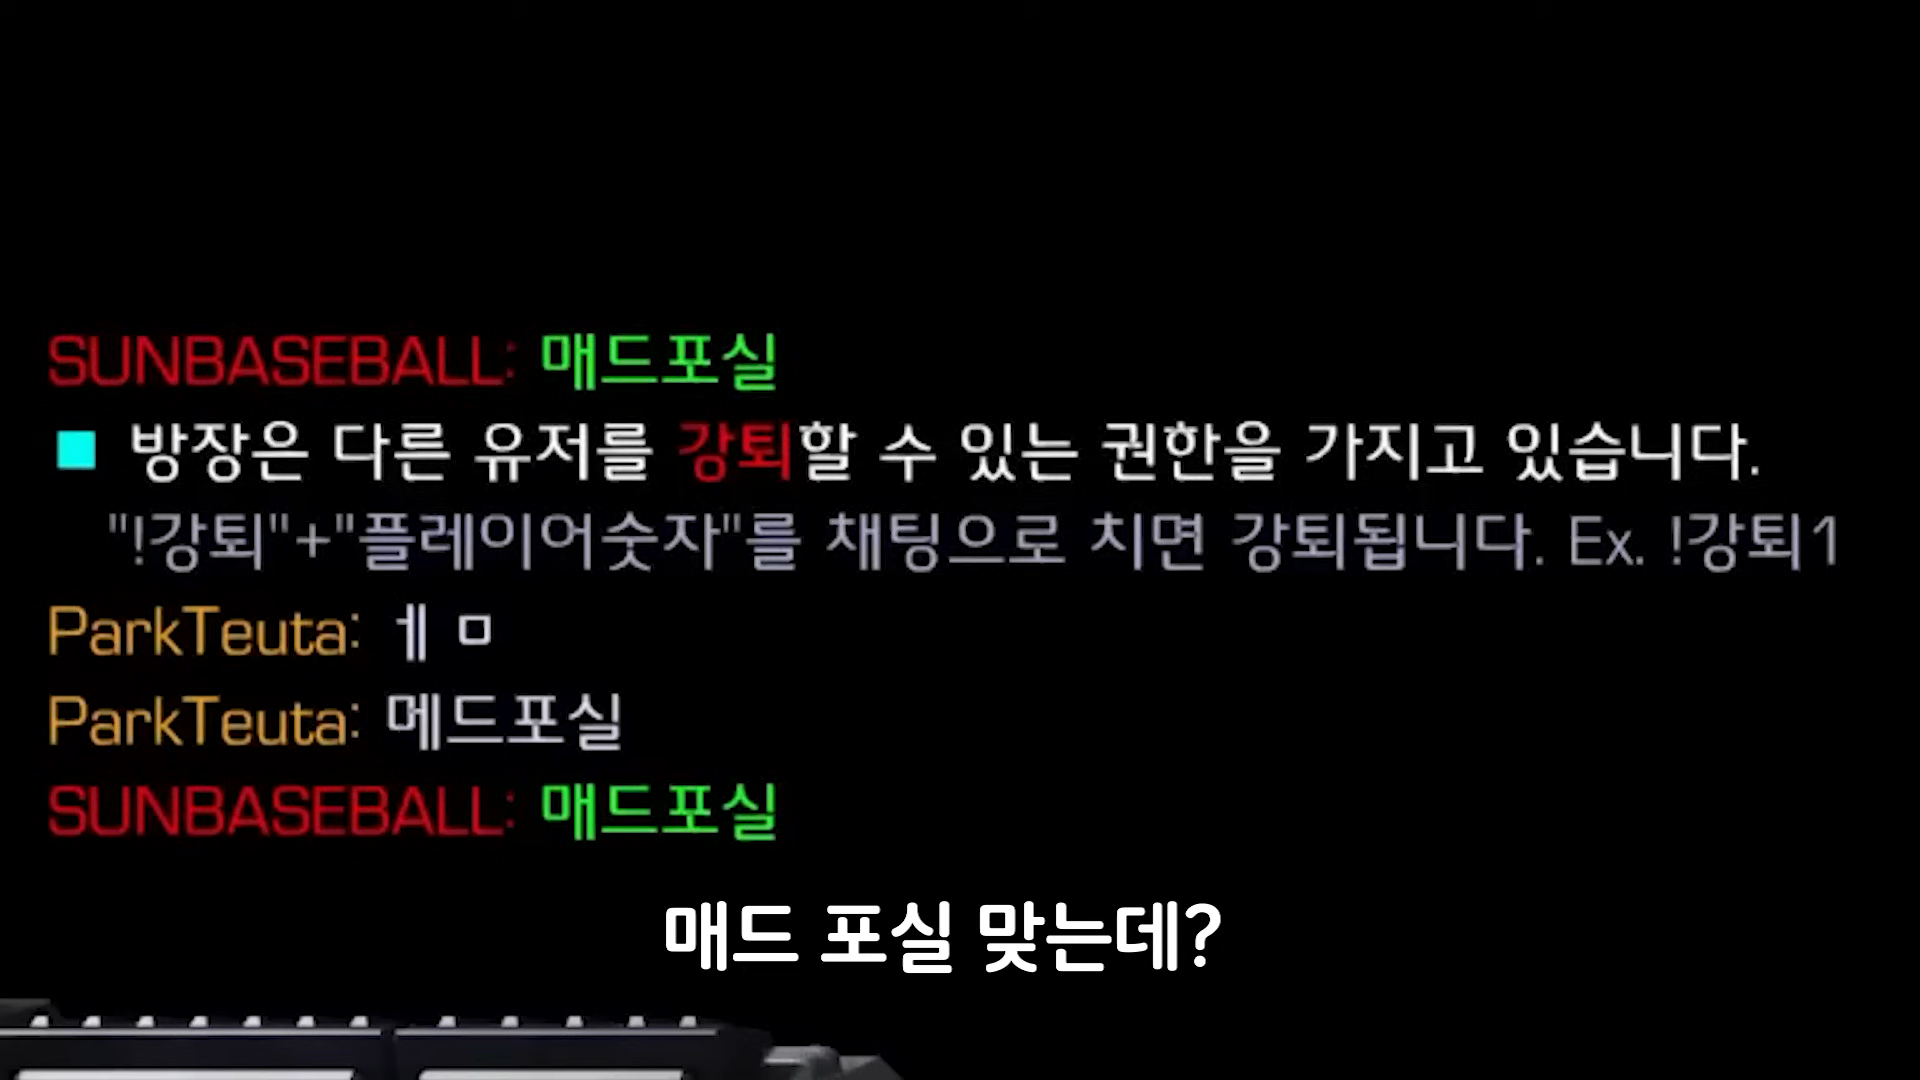 SUNBASEBALL: 매드포실
■ 방장은 다른 유저를 강퇴할 수 있는 권한을 가지고 있습니다.
"!강퇴"+"플레이어숫자"를 채팅으로 치면 강퇴됩니다. Ex. !강퇴1
ParkTeuta: ㅔㅁ
ParkTeuta: 메드포실
SUNBASEBALL: 매드포실
매드 포실 맞는데?